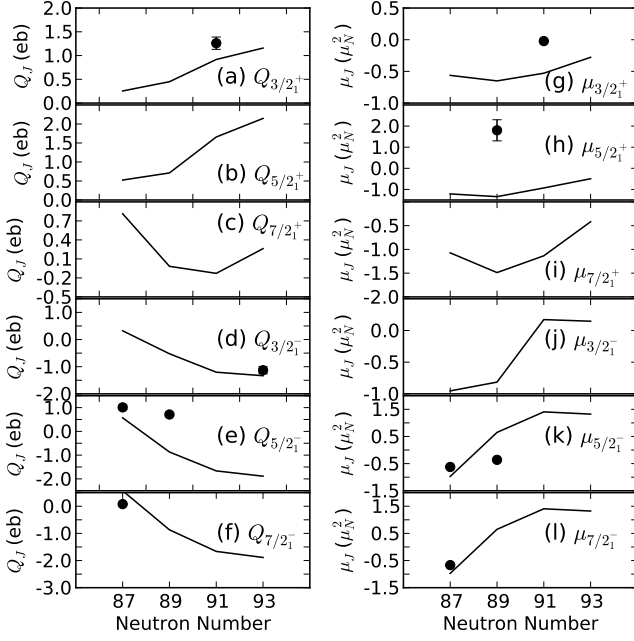 2.0
1.5
1.0
0.5
0.0
Q_J (eb)
(a) Q_{3/2_1^+}
2.0
1.5
1.0
0.5
0.0
Q_J (eb)
(b) Q_{5/2_1^+}
0.7
0.4
0.1
-0.2
-0.5
Q_J (eb)
(c) Q_{7/2_1^+}
1.0
0.0
-1.0
-2.0
Q_J (eb)
(d) Q_{3/2_1^-}
1.0
0.0
-1.0
-2.0
Q_J (eb)
(e) Q_{5/2_1^-}
0.0
-1.0
-2.0
-3.0
Q_J (eb)
(f) Q_{7/2_1^-}
87 89 91 93
Neutron Number
0.5
0.0
-0.5
-1.0
μ_J (μ_N^2)
(g) μ_{3/2_1^+}
2.0
1.0
0.0
-1.0
μ_J (μ_N^2)
(h) μ_{5/2_1^+}
-0.5
-1.0
-1.5
-2.0
μ_J (μ_N^2)
(i) μ_{7/2_1^+}
0.0
-1.0
μ_J (μ_N^2)
(j) μ_{3/2_1^-}
1.5
0.5
-0.5
-1.5
μ_J (μ_N^2)
(k) μ_{5/2_1^-}
1.5
0.5
-0.5
-1.5
μ_J (μ_N^2)
(l) μ_{7/2_1^-}
87 89 91 93
Neutron Number